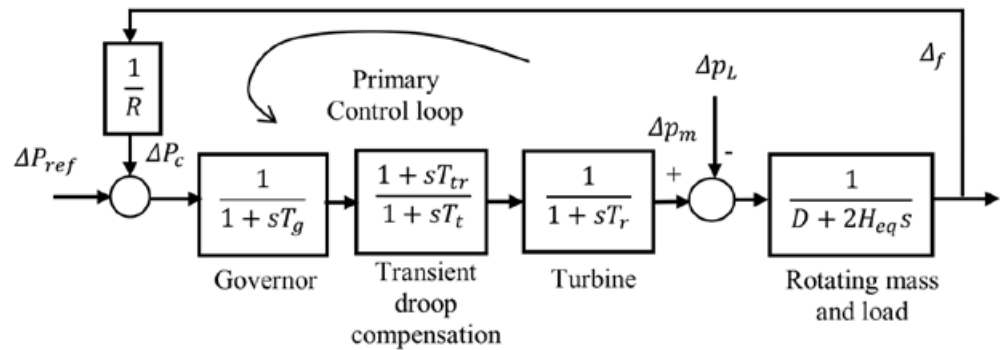 Δf
1
R
Primary
Control loop
Δp_L
ΔP_ref
ΔP_c
Δp_m
+
-
1
1 + sT_g
1 + sT_tr
1 + sT_t
1
1 + sT_r
1
D + 2H_eq s
Governor
Transient
droop
compensation
Turbine
Rotating mass
and load